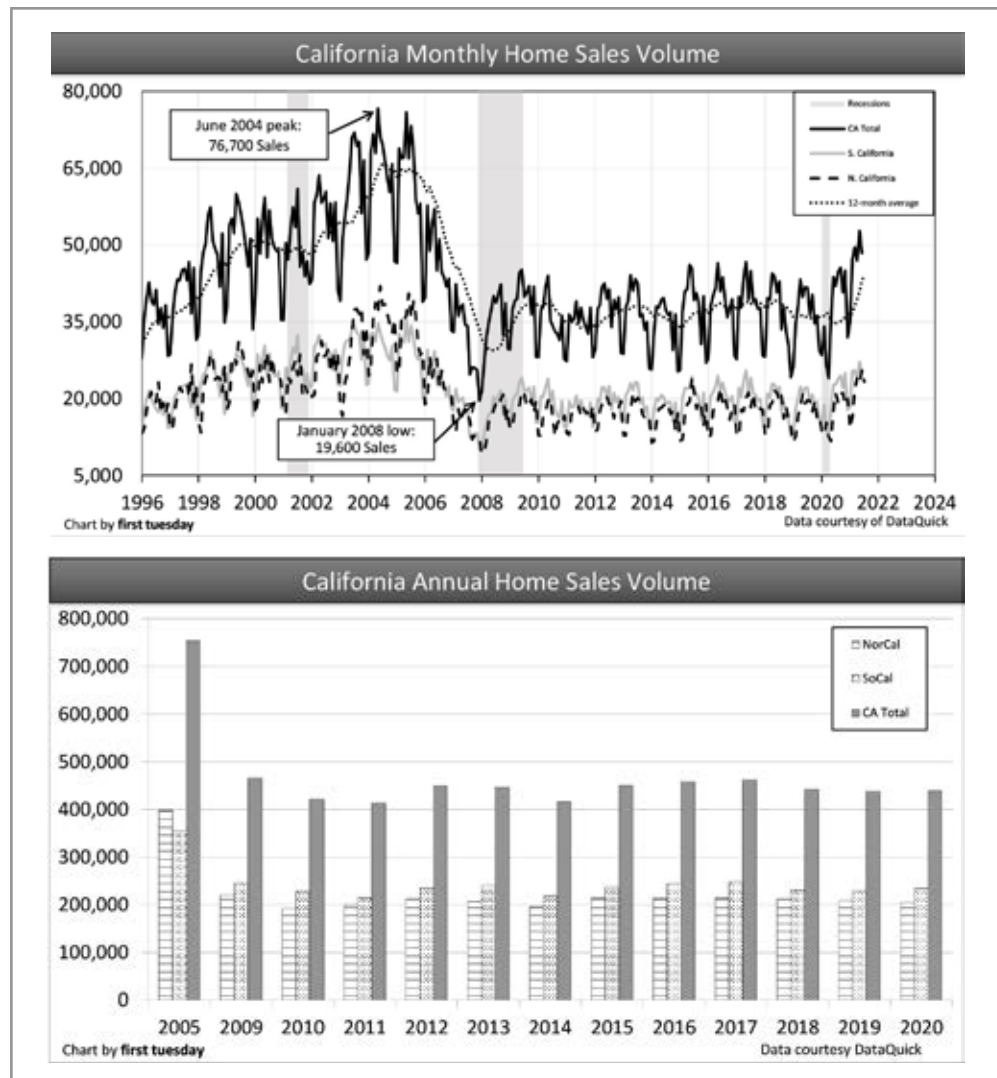 California Monthly Home Sales Volume
80,000
65,000
50,000
35,000
20,000
5,000
June 2004 peak:
76,700 Sales
January 2008 low:
19,600 Sales
Recessions
CA Total
S. California
N. California
12-month average
1996 1998 2000 2002 2004 2006 2008 2010 2012 2014 2016 2018 2020 2022 2024
Chart by first tuesday
Data courtesy of DataQuick
California Annual Home Sales Volume
800,000
700,000
600,000
500,000
400,000
300,000
200,000
100,000
0
NorCal
SoCal
CA Total
2005 2009 2010 2011 2012 2013 2014 2015 2016 2017 2018 2019 2020
Chart by first tuesday
Data courtesy DataQuick